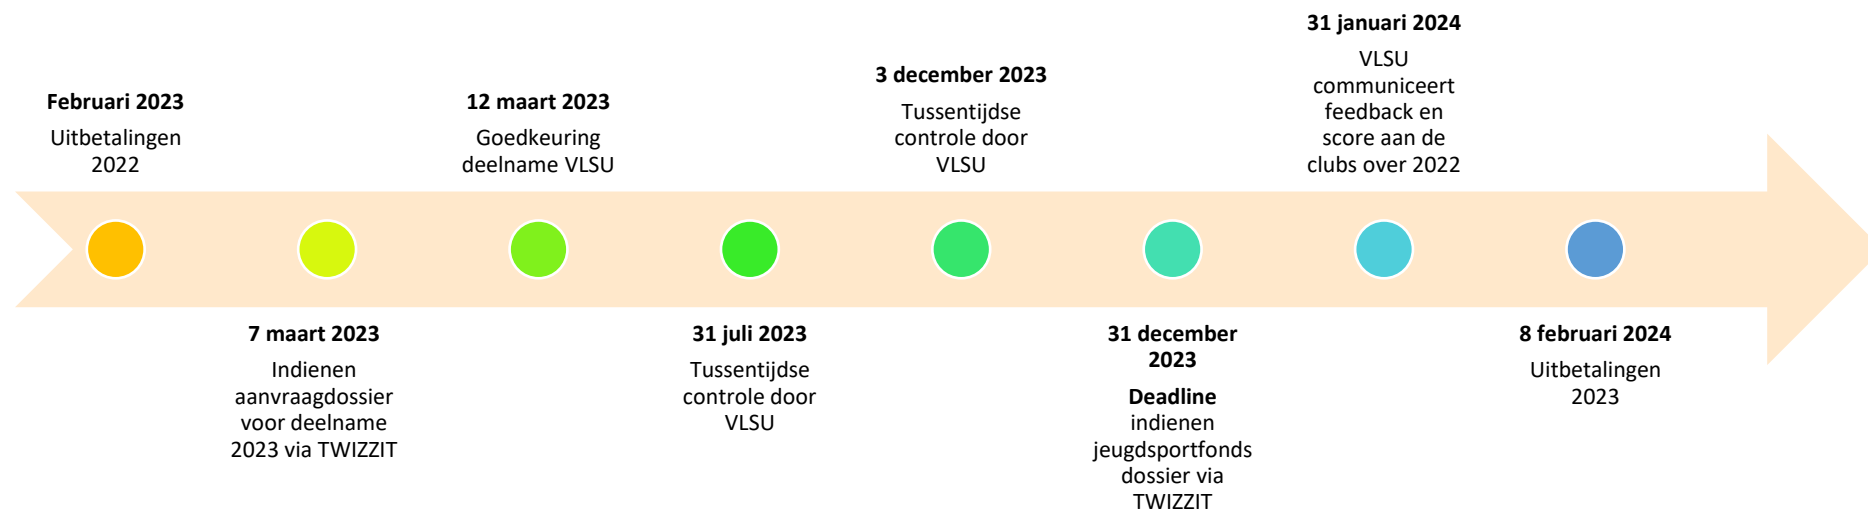 Februari 2023
Uitbetalingen
2022
7 maart 2023
Indienen
aanvraagdossier
voor deelname
2023 via TWIZZIT
12 maart 2023
Goedkeuring
deelname VLSU
31 juli 2023
Tussentijdse
controle door
VLSU
3 december 2023
Tussentijdse
controle door
VLSU
31 december
2023
Deadline
indienen
jeugdsportfonds
dossier via
TWIZZIT
31 januari 2024
VLSU
communiceert
feedback en
score aan de
clubs over 2022
8 februari 2024
Uitbetalingen
2023